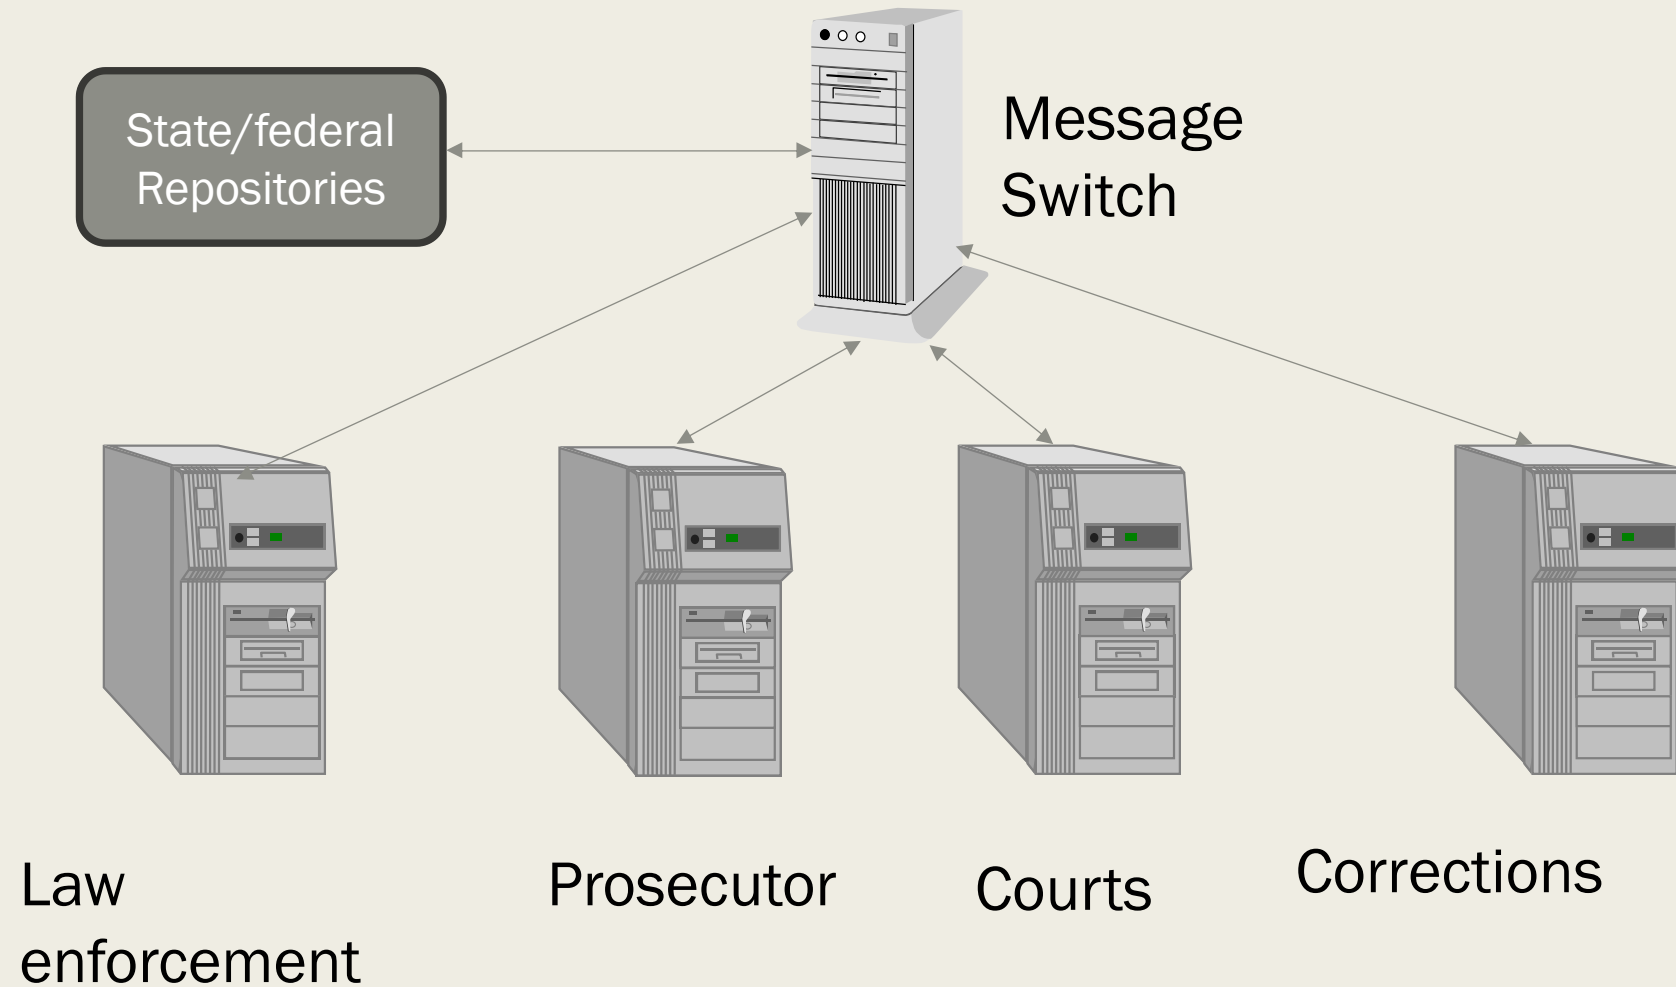 State/federal
Repositories
Message
Switch
Law
enforcement
Prosecutor
Courts
Corrections